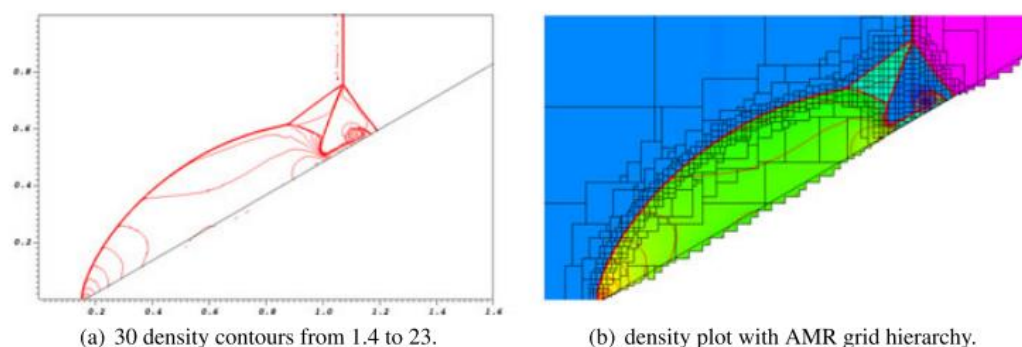 0.8
0.6
0.4
0.2
0.2 0.4 0.6 0.8 1.0 1.2 1.4 1.6
(a) 30 density contours from 1.4 to 23.
(b) density plot with AMR grid hierarchy.